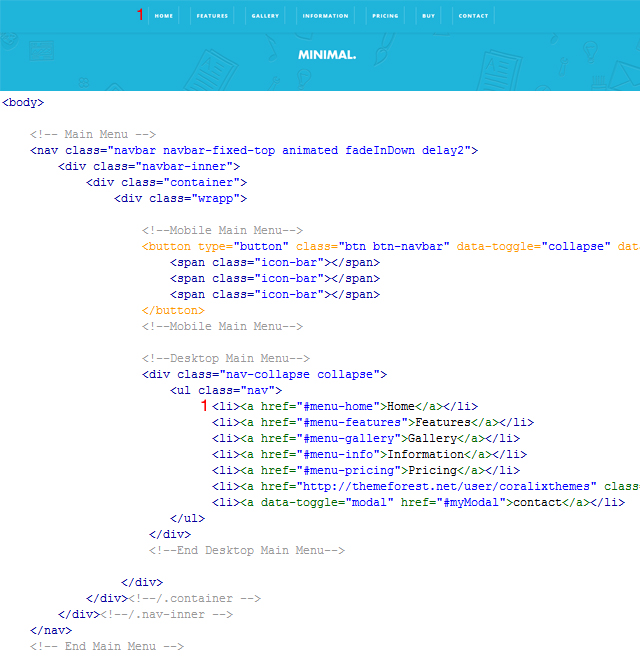 1 HOME FEATURES GALLERY INFORMATION PRICING BUY CONTACT
MINIMAL.
<body>
<!-- Main Menu -->
<nav class="navbar navbar-fixed-top animated fadeInDown delay2">
<div class="navbar-inner">
<div class="container">
<div class="wrapp">
<!--Mobile Main Menu-->
<button type="button" class="btn btn-navbar" data-toggle="collapse" dat
<span class="icon-bar"></span>
<span class="icon-bar"></span>
<span class="icon-bar"></span>
</button>
<!--Mobile Main Menu-->
<!--Desktop Main Menu-->
<div class="nav-collapse collapse">
<ul class="nav">
1 <li><a href="#menu-home">Home</a></li>
<li><a href="#menu-features">Features</a></li>
<li><a href="#menu-gallery">Gallery</a></li>
<li><a href="#menu-info">Information</a></li>
<li><a href="#menu-pricing">Pricing</a></li>
<li><a href="http://themeforest.net/user/coralixthemes" class
<li><a data-toggle="modal" href="#myModal">contact</a></li>
</ul>
</div>
<!--End Desktop Main Menu-->
</div>
</div><!--/.container -->
</div><!--/.nav-inner -->
</nav>
<!-- End Main Menu -->